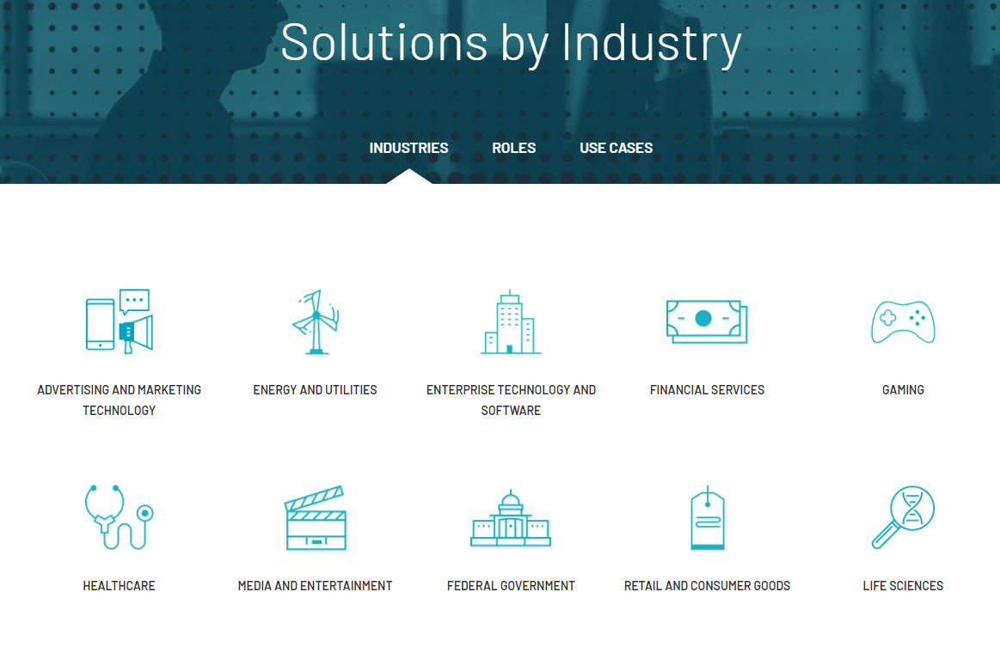 Solutions by Industry
INDUSTRIES ROLES USE CASES
ADVERTISING AND MARKETING
TECHNOLOGY
ENERGY AND UTILITIES
ENTERPRISE TECHNOLOGY AND
SOFTWARE
FINANCIAL SERVICES
GAMING
HEALTHCARE
MEDIA AND ENTERTAINMENT
FEDERAL GOVERNMENT
RETAIL AND CONSUMER GOODS
LIFE SCIENCES